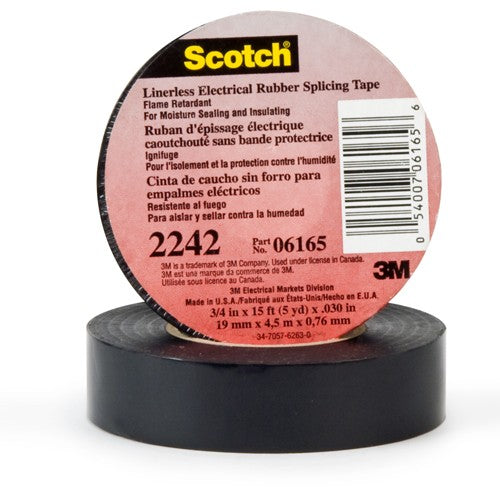 Scotch
Linerless Electrical Rubber Splicing Tape
Flame Retardant
For Moisture Sealing and Insulating
Ruban d'épissage électrique
caoutchouté sans bande protectrice
Ignifuge
Pour l'isolement et la protection contre l'humidité
Cinta de caucho sin forro para
empalmes eléctricos
Resistente al fuego
Para aislar y sellar contra la humedad
2242 Part No. 06165
3M is a trademark of 3M Company. Used under license in Canada.
3M est une marque da commerce de 3M.
Utilisée sous licence au Canada.
3M
3M Electrical Markets Division
Made in U.S.A./Fabriqué aux États-Unis/Hecho en E.U.A.
3/4 in x 15 ft (5 yd) x .030 in
19 mm x 4,5 m x 0,76 mm
34-7057-6263-0
0 54007 06165 6